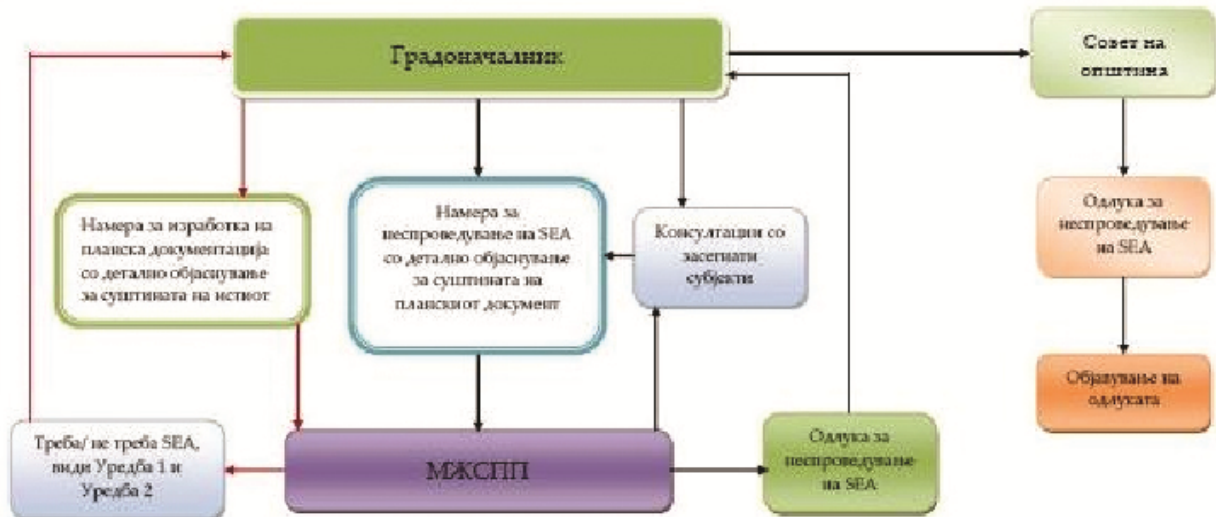 Градоначалник
Совет на
општина
Намера за изработка на
планска документација
со детално објаснување
за суштината на истиот
Намера за
неспроведување на SEA
со детално објаснување
за суштината на
планскиот документ
Консултации со
засегнати
субјекти
Одлука за
неспроведување
на SEA
Објавување на
одлуката
Треба/ не треба SEA,
види Уредба 1 и
Уредба 2
МЖСПП
Одлука за
неспроведување
на SEA